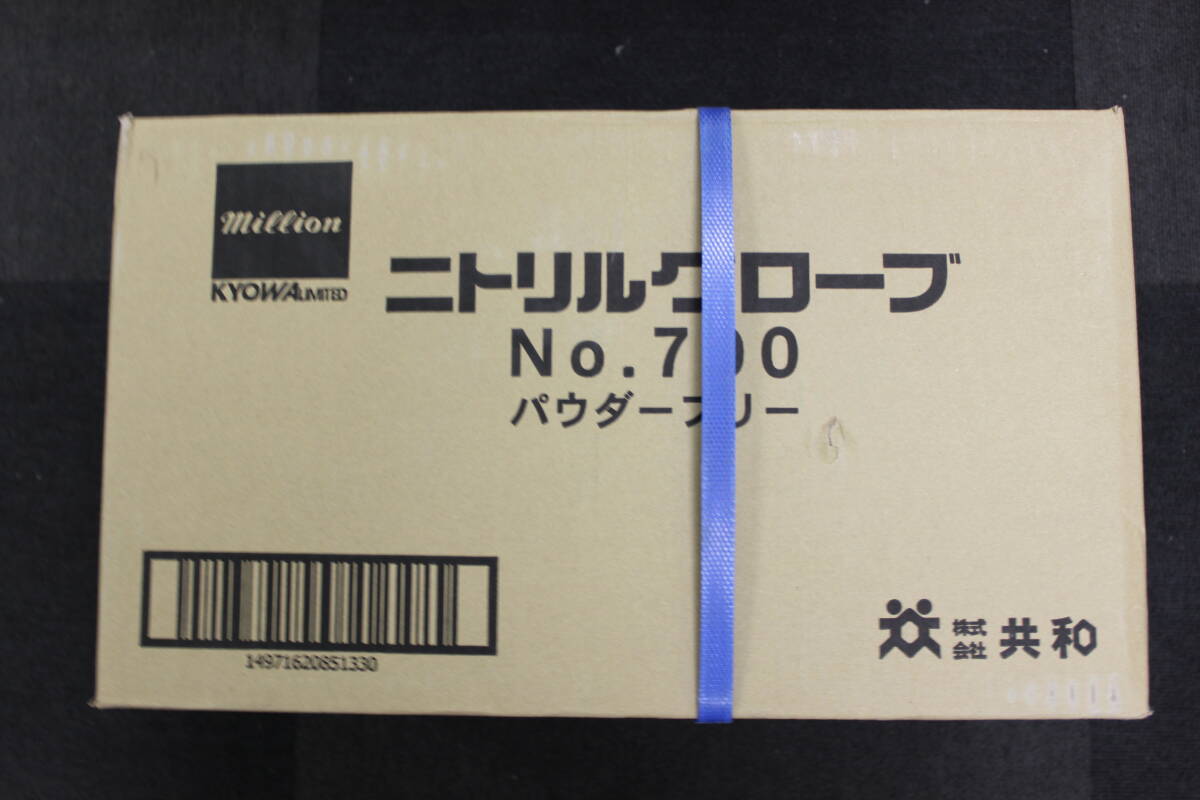 million
KYOWA LIMITED
ニトリルグローブ
No.700
パウダーフリー
14971620851330
株式会社 共和